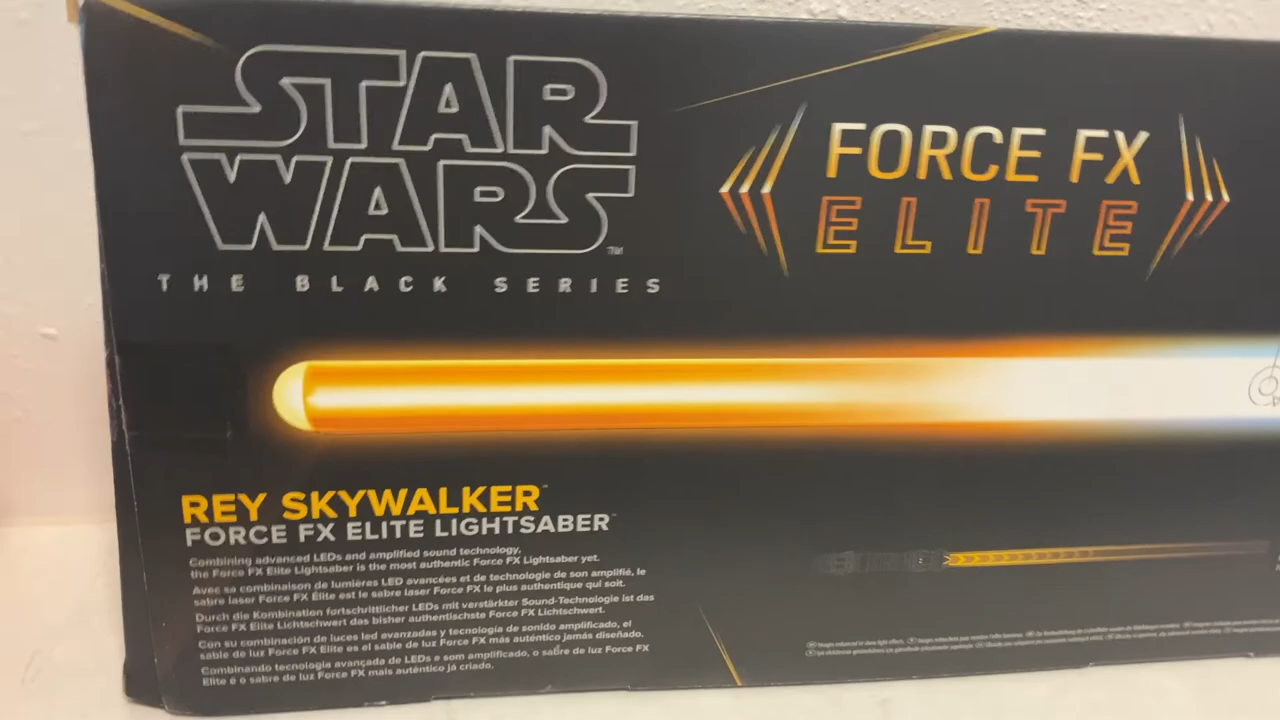 STAR
WARS
TM
THE BLACK SERIES
FORCE FX
ELITE
REY SKYWALKER
FORCE FX ELITE LIGHTSABER
Combining advanced LEDs and amplified sound technology,
the Force FX Elite Lightsaber is the most authentic Force FX Lightsaber yet.
Avec sa combinaison de lumières LED avancées et de technologie de son amplifié, le
sabre laser Force FX Élite est le sabre laser Force FX le plus authentique qui soit.
Durch die Kombination fortschrittlicher LEDs mit verstärkter Sound-Technologie ist das
Force FX Elite Lichtschwert das bisher authentischste Force FX Lichtschwert.
Con su combinación de luces led avanzadas y tecnología de sonido amplificado, el
sable de luz Force FX Elite es el sable de luz Force FX más auténtico jamás diseñado.
Combinando tecnologia avançada de LEDs e som amplificado, o sabre de luz Force FX
Elite é o sabre de luz Force FX mais autêntico já criado.